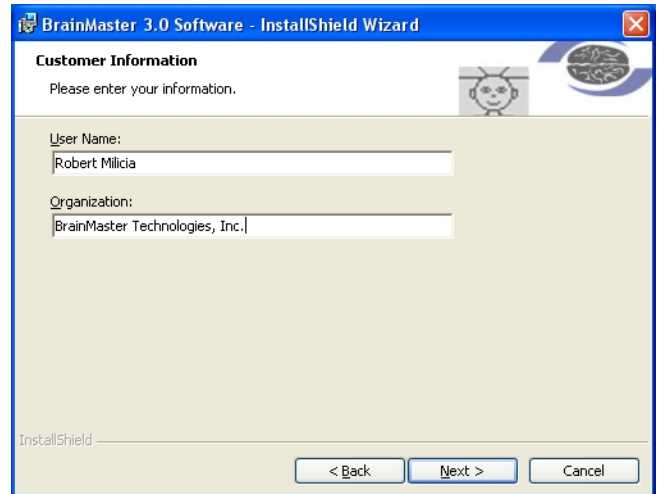 BrainMaster 3.0 Software - InstallShield Wizard
Customer Information
Please enter your information.
User Name:
Robert Milicia
Organization:
BrainMaster Technologies, Inc.
InstallShield
< Back
Next >
Cancel